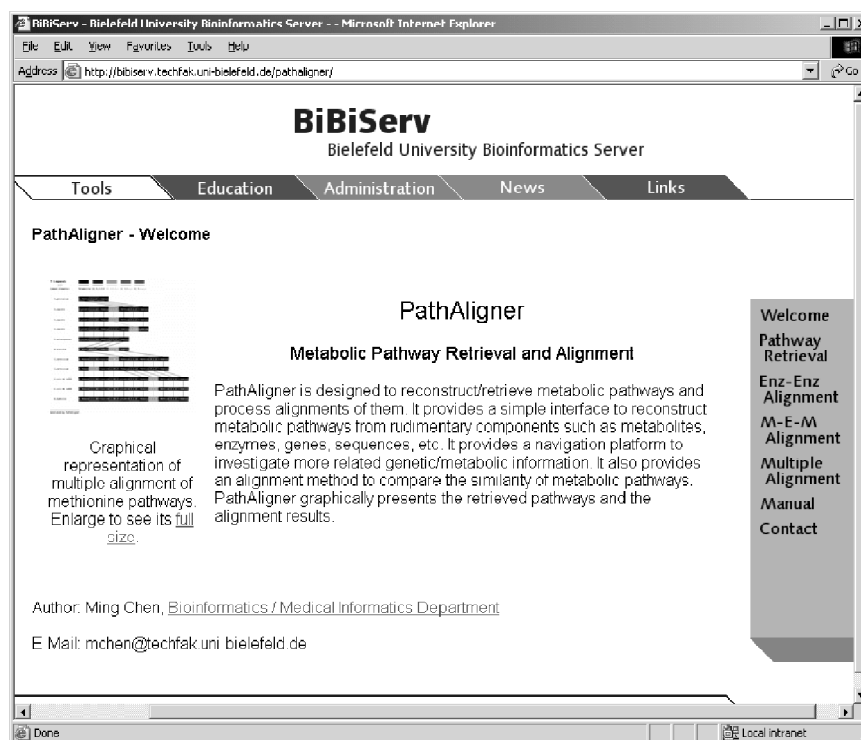 BiBiServ - Bielefeld University Bioinformatics Server - - Microsoft Internet Explorer
File Edit View Favorites Tools Help
Address http://bibiserv.techfak.uni-bielefeld.de/pathaligner/ Go
BiBiServ
Bielefeld University Bioinformatics Server
Tools Education Administration News Links
PathAligner - Welcome
PathAligner
Metabolic Pathway Retrieval and Alignment
PathAligner is designed to reconstruct/retrieve metabolic pathways and
process alignments of them. It provides a simple interface to reconstruct
metabolic pathways from rudimentary components such as metabolites,
enzymes, genes, sequences, etc. It provides a navigation platform to
investigate more related genetic/metabolic information. It also provides
an alignment method to compare the similarity of metabolic pathways.
PathAligner graphically presents the retrieved pathways and the
alignment results.
Graphical
representation of
multiple alignment of
methionine pathways.
Enlarge to see its full
size.
Welcome
Pathway
Retrieval
Enz-Enz
Alignment
M-E-M
Alignment
Multiple
Alignment
Manual
Contact
Author: Ming Chen, Bioinformatics / Medical Informatics Department
E Mail: mchen@techfak.uni bielefeld.de
Done Local intranet